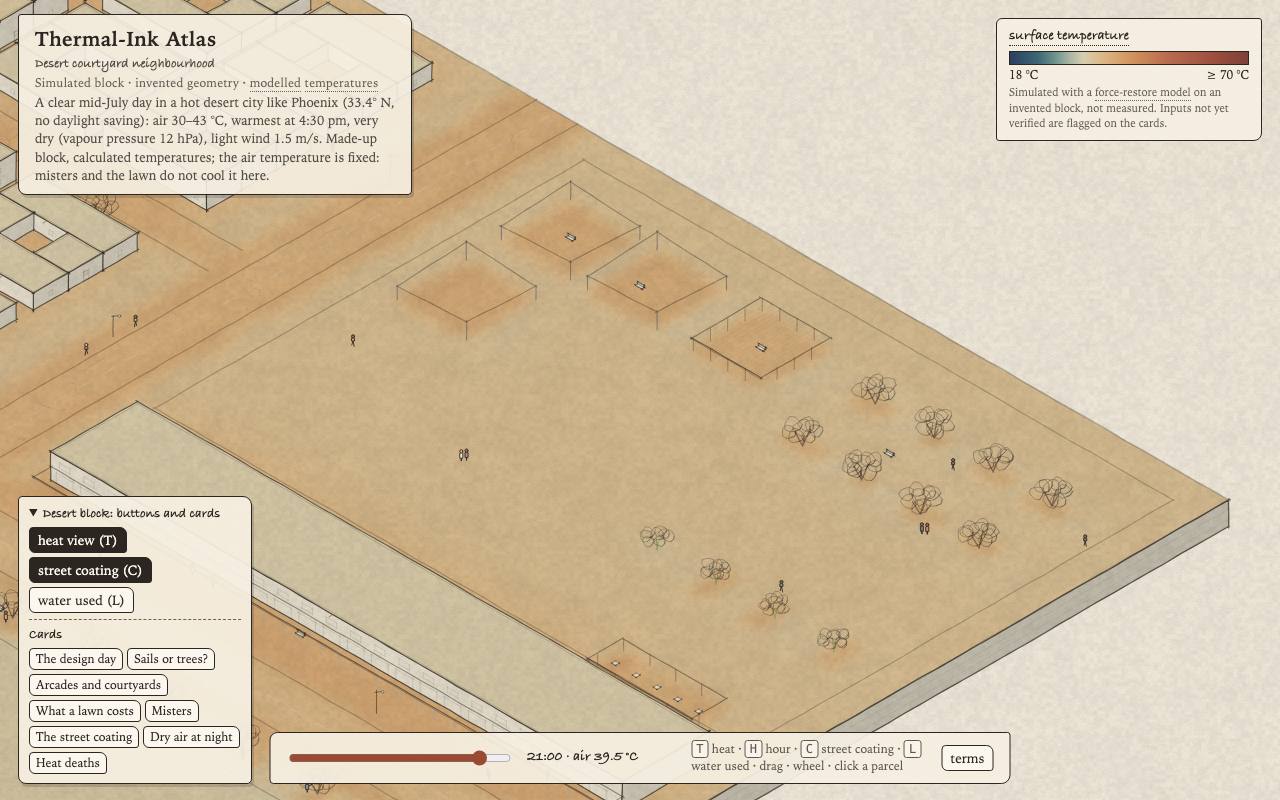 Thermal-Ink Atlas
Desert courtyard neighbourhood
Simulated block · invented geometry · modelled temperatures
A clear mid-July day in a hot desert city like Phoenix (33.4° N,
no daylight saving): air 30–43 °C, warmest at 4:30 pm, very
dry (vapour pressure 12 hPa), light wind 1.5 m/s. Made-up
block, calculated temperatures; the air temperature is fixed:
misters and the lawn do not cool it here.
surface temperature
18 °C ≥ 70 °C
Simulated with a force-restore model on an
invented block, not measured. Inputs not yet
verified are flagged on the cards.
▼ Desert block: buttons and cards
heat view (T)
street coating (C)
water used (L)
Cards
The design day Sails or trees?
Arcades and courtyards
What a lawn costs Misters
The street coating Dry air at night
Heat deaths
21:00 · air 39.5 °C
T heat · H hour · C street coating · L
water used · drag · wheel · click a parcel
terms